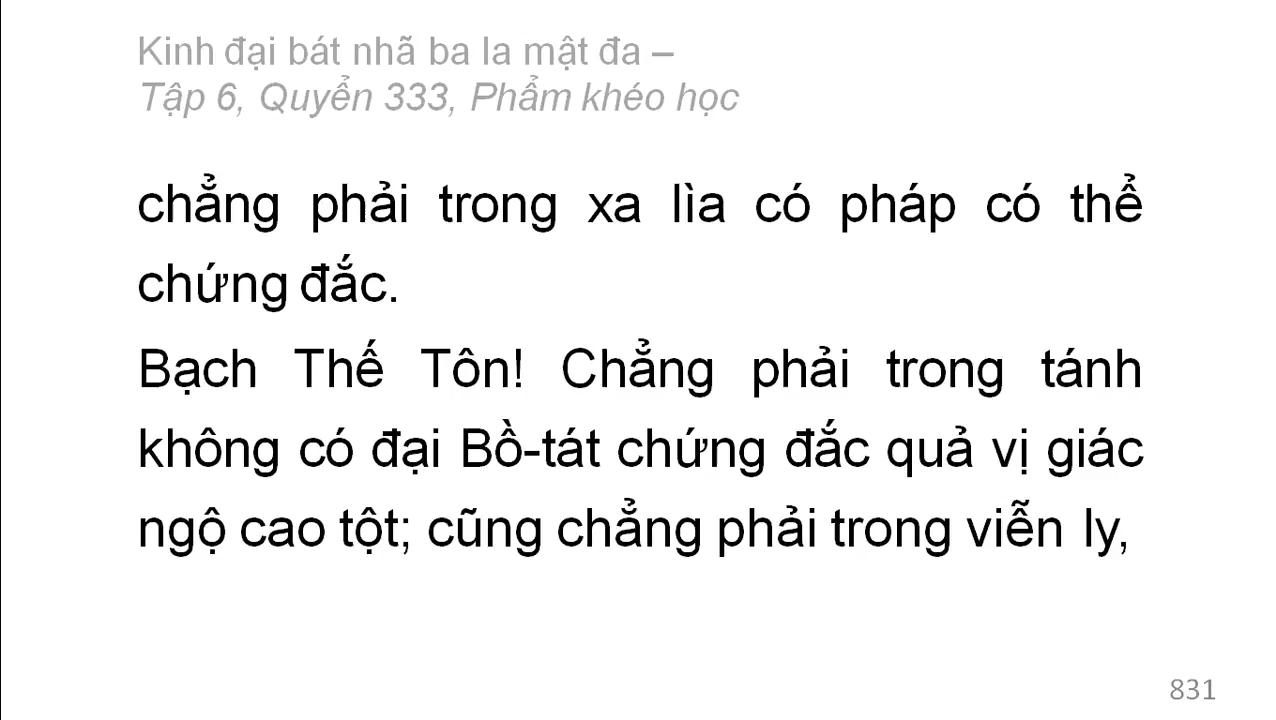 Kinh đại bát nhã ba la mật đa –
Tập 6, Quyển 333, Phẩm khéo học
chẳng phải trong xa lìa có pháp có thể
chứng đắc.
Bạch Thế Tôn! Chẳng phải trong tánh
không có đại Bồ-tát chứng đắc quả vị giác
ngộ cao tột; cũng chẳng phải trong viễn ly,
831